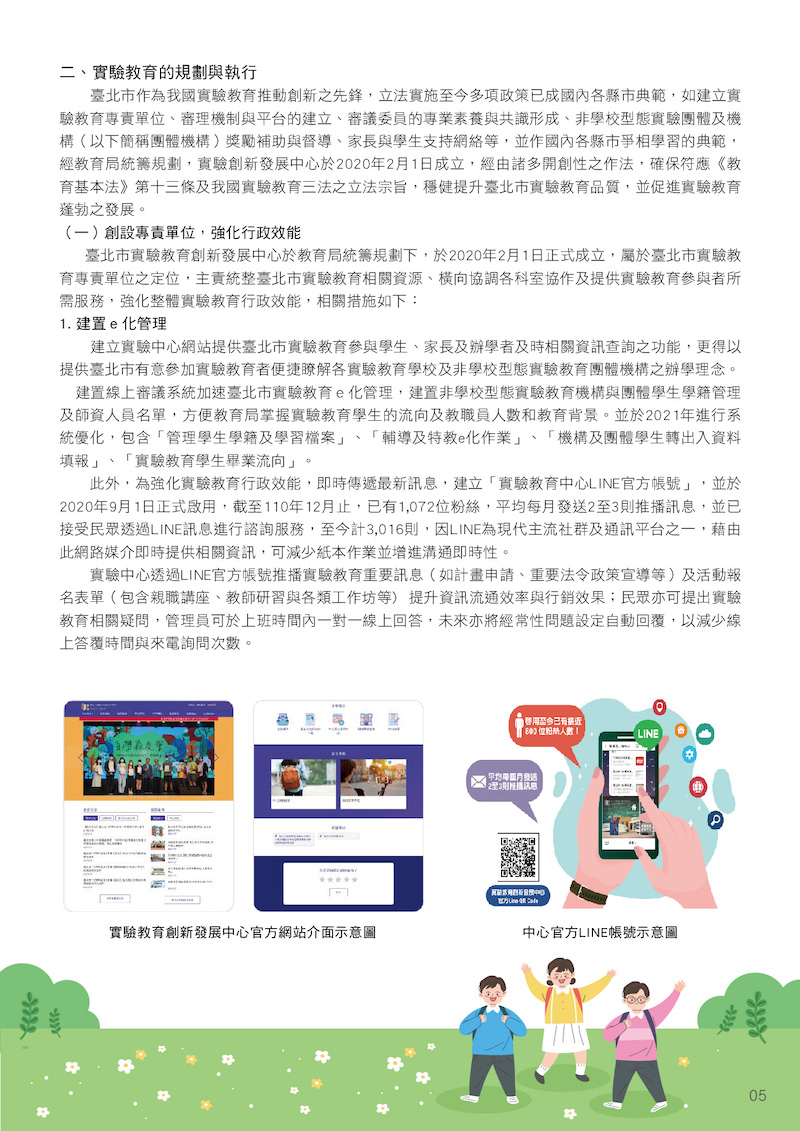 二、實驗教育的規劃與執行
臺北市作為我國實驗教育推動創新之先鋒，立法實施至今多項政策已成國內各縣市典範，如建立實
驗教育專責單位、審理機制與平台的建立、審議委員的專業素養與共識形成、非學校型態實驗團體及機
構（以下簡稱團體機構）獎勵補助與督導、家長與學生支持網絡等，並作國內各縣市爭相學習的典範，
經教育局統籌規劃，實驗創新發展中心於2020年2月1日成立，經由諸多開創性之作法，確保符應《教
育基本法》第十三條及我國實驗教育三法之立法宗旨，穩健提升臺北市實驗教育品質，並促進實驗教育
蓬勃之發展。
（一）創設專責單位，強化行政效能
臺北市實驗教育創新發展中心於教育局統籌規劃下，於2020年2月1日正式成立，屬於臺北市實驗教
育專責單位之定位，主責統整臺北市實驗教育相關資源、橫向協調各科室協作及提供實驗教育參與者所
需服務，強化整體實驗教育行政效能，相關措施如下：
1. 建置 e 化管理
建立實驗中心網站提供臺北市實驗教育參與學生、家長及辦學者及時相關資訊查詢之功能，更得以
提供臺北市有意參加實驗教育者便捷瞭解各實驗教育學校及非學校型態實驗教育團體機構之辦學理念。
建置線上審議系統加速臺北市實驗教育 e 化管理，建置非學校型態實驗教育機構與團體學生學籍管理
及師資人員名單，方便教育局掌握實驗教育學生的流向及教職員人數和教育背景。並於2021年進行系
統優化，包含「管理學生學籍及學習檔案」、「輔導及特教e化作業」、「機構及團體學生轉出入資料
填報」、「實驗教育學生畢業流向」。
此外，為強化實驗教育行政效能，即時傳遞最新訊息，建立「實驗教育中心LINE官方帳號」，並於
2020年9月1日正式啟用，截至110年12月止，已有1,072位粉絲，平均每月發送2至3則推播訊息，並已
接受民眾透過LINE訊息進行諮詢服務，至今計3,016則，因LINE為現代主流社群及通訊平台之一，藉由
此網路媒介即時提供相關資訊，可減少紙本作業並增進溝通即時性。
實驗中心透過LINE官方帳號推播實驗教育重要訊息（如計畫申請、重要法令政策宣導等）及活動報
名表單（包含親職講座、教師研習與各類工作坊等） 提升資訊流通效率與行銷效果；民眾亦可提出實驗
教育相關疑問，管理員可於上班時間內一對一線上回答，未來亦將經常性問題設定自動回覆，以減少線
上答覆時間與來電詢問次數。
啓用至今已有接近
800 位粉絲人數！
LINE
平均每個月發送
2至3則推播訊息
實驗教育創新發展中心
官方Line QR Code
實驗教育創新發展中心官方網站介面示意圖
中心官方LINE帳號示意圖
05